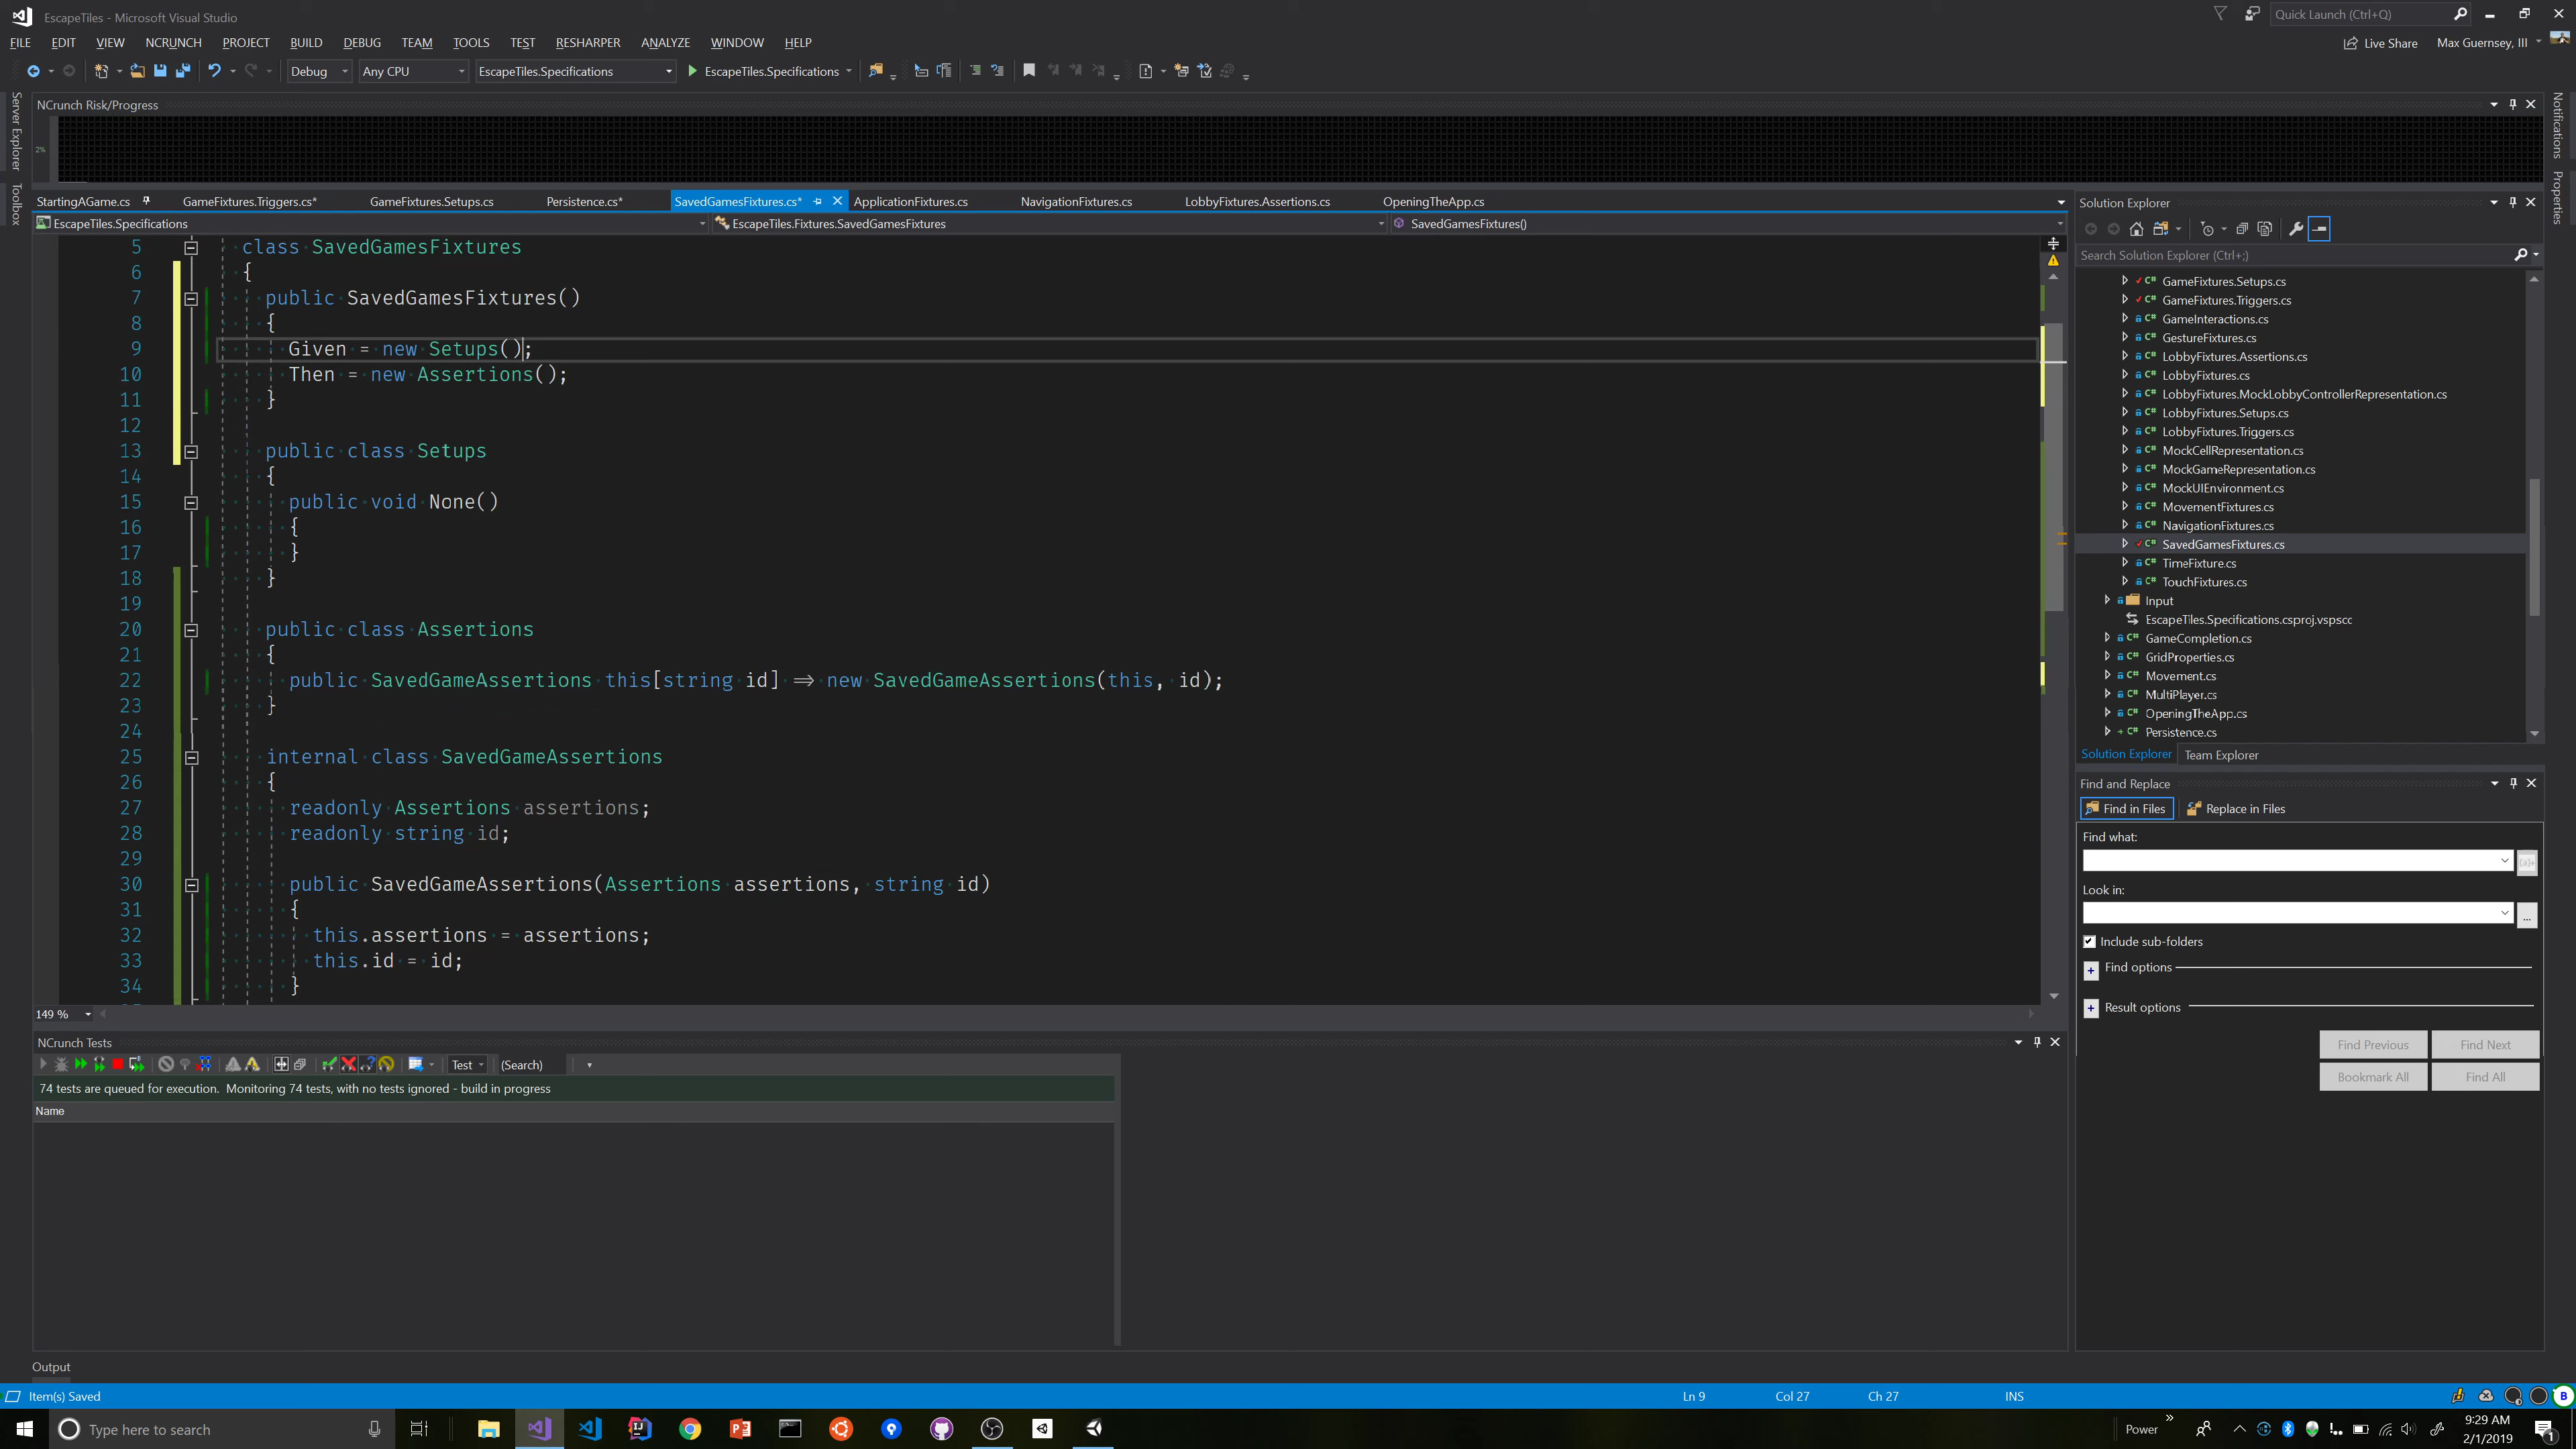 EscapeTiles - Microsoft Visual Studio
Quick Launch (Ctrl+Q)
FILE EDIT VIEW NCRUNCH PROJECT BUILD DEBUG TEAM TOOLS TEST RESHARPER ANALYZE WINDOW HELP
Live Share Max Guernsey, III
Debug Any CPU EscapeTiles.Specifications EscapeTiles.Specifications
Server Explorer
Toolbox
Notifications
Properties
NCrunch Risk/Progress
2%
StartingAGame.cs GameFixtures.Triggers.cs* GameFixtures.Setups.cs Persistence.cs* SavedGamesFixtures.cs* ApplicationFixtures.cs NavigationFixtures.cs LobbyFixtures.Assertions.cs OpeningTheApp.cs
EscapeTiles.Specifications EscapeTiles.Fixtures.SavedGamesFixtures SavedGamesFixtures()
5 class SavedGamesFixtures
6 {
7 public SavedGamesFixtures()
8 {
9 Given = new Setups();
10 Then = new Assertions();
11 }
12
13 public class Setups
14 {
15 public void None()
16 {
17 }
18 }
19
20 public class Assertions
21 {
22 public SavedGameAssertions this[string id] => new SavedGameAssertions(this, id);
23 }
24
25 internal class SavedGameAssertions
26 {
27 readonly Assertions assertions;
28 readonly string id;
29
30 public SavedGameAssertions(Assertions assertions, string id)
31 {
32 this.assertions = assertions;
33 this.id = id;
34 }
149 %
NCrunch Tests
Test (Search)
74 tests are queued for execution. Monitoring 74 tests, with no tests ignored - build in progress
Name
Output
Solution Explorer
Search Solution Explorer (Ctrl+;)
GameFixtures.Setups.cs
GameFixtures.Triggers.cs
GameInteractions.cs
GestureFixtures.cs
LobbyFixtures.Assertions.cs
LobbyFixtures.cs
LobbyFixtures.MockLobbyControllerRepresentation.cs
LobbyFixtures.Setups.cs
LobbyFixtures.Triggers.cs
MockCellRepresentation.cs
MockGameRepresentation.cs
MockUIEnvironment.cs
MovementFixtures.cs
NavigationFixtures.cs
SavedGamesFixtures.cs
TimeFixture.cs
TouchFixtures.cs
Input
EscapeTiles.Specifications.csproj.vspscc
GameCompletion.cs
GridProperties.cs
Movement.cs
MultiPlayer.cs
OpeningTheApp.cs
Persistence.cs
Solution Explorer Team Explorer
Find and Replace
Find in Files Replace in Files
Find what:
Look in:
...
Include sub-folders
Find options
Result options
Find Previous Find Next
Bookmark All Find All
Item(s) Saved Ln 9 Col 27 Ch 27 INS
Type here to search
Power
9:29 AM
2/1/2019